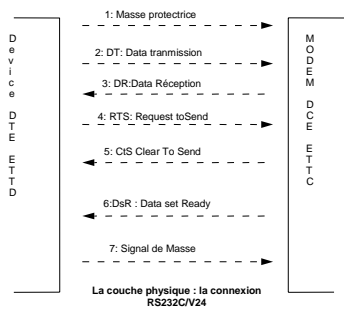 1: Masse protectrice
2: DT: Data tranmission
3: DR:Data Réception
4: RTS: Request toSend
5: CtS Clear To Send
6:DsR : Data set Ready
7: Signal de Masse
Device DTE ETTD
MODEM DCE ETTC
La couche physique : la connexion
RS232C/V24